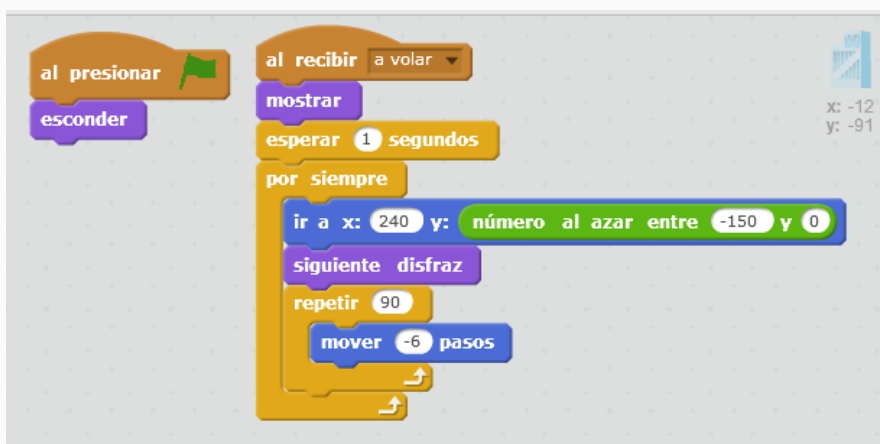 al presionar
esconder
al recibir a volar
mostrar
esperar 1 segundos
por siempre
ir a x: 240 y: número al azar entre -150 y 0
siguiente disfraz
repetir 90
mover -6 pasos
x: -12
y: -91